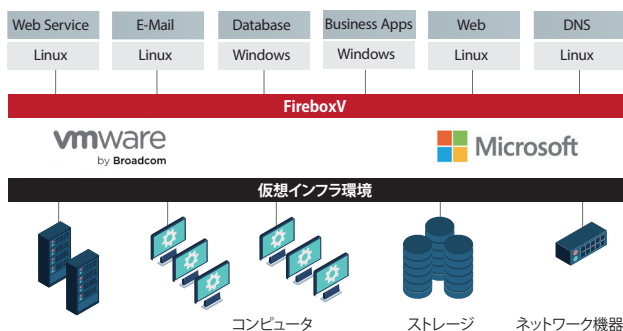 Web Service E-Mail Database Business Apps Web DNS
Linux Linux Windows Windows Linux Linux
FireboxV
vmware
by Broadcom
Microsoft
仮想インフラ環境
コンピュータ ストレージ ネットワーク機器